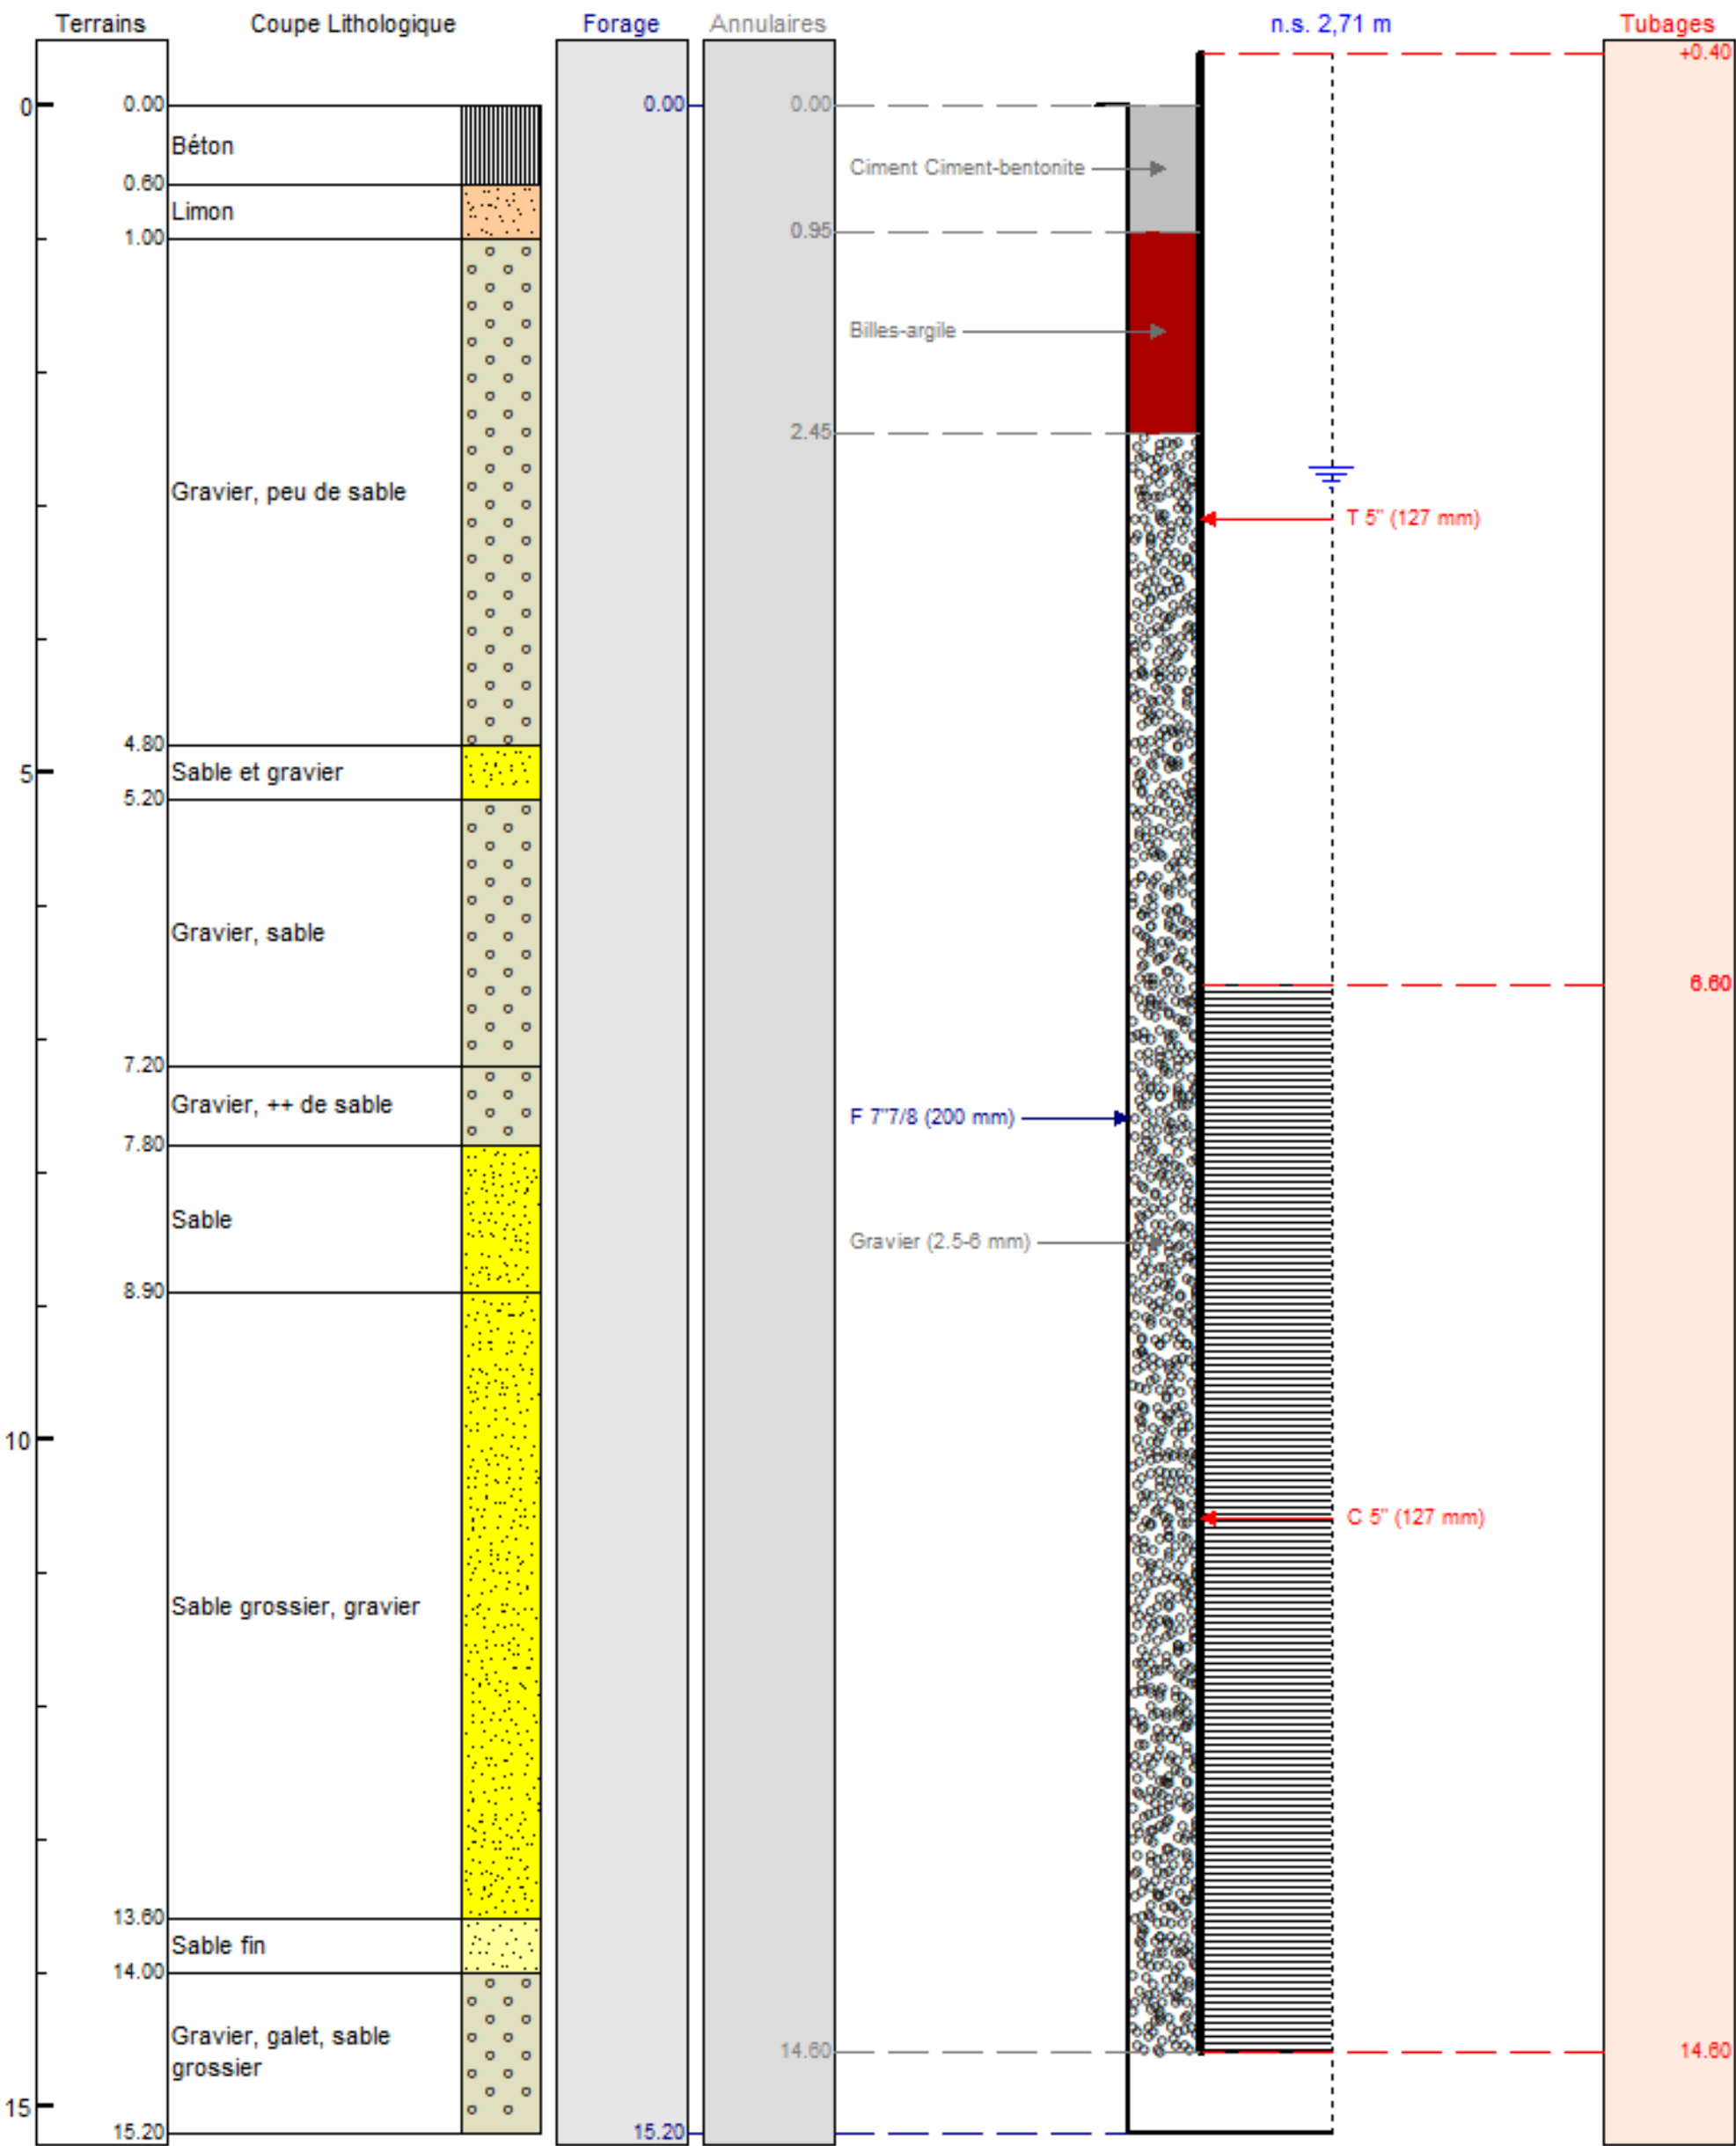 Terrains Coupe Lithologique Forage Annulaires n.s. 2,71 m Tubages
+0.40
0 0.00 0.00 0.00
Béton
Ciment Ciment-bentonite
0.60
Limon
0.95
1.00
Billes-argile
2.45
Gravier, peu de sable
T 5" (127 mm)
4.80
5 Sable et gravier
5.20
Gravier, sable
6.60
7.20
Gravier, ++ de sable
F 7"7/8 (200 mm)
7.80
Sable
Gravier (2.5-6 mm)
8.90
10
C 5" (127 mm)
Sable grossier, gravier
13.60
Sable fin
14.00
Gravier, galet, sable
grossier
14.60 14.60
15
15.20 15.20